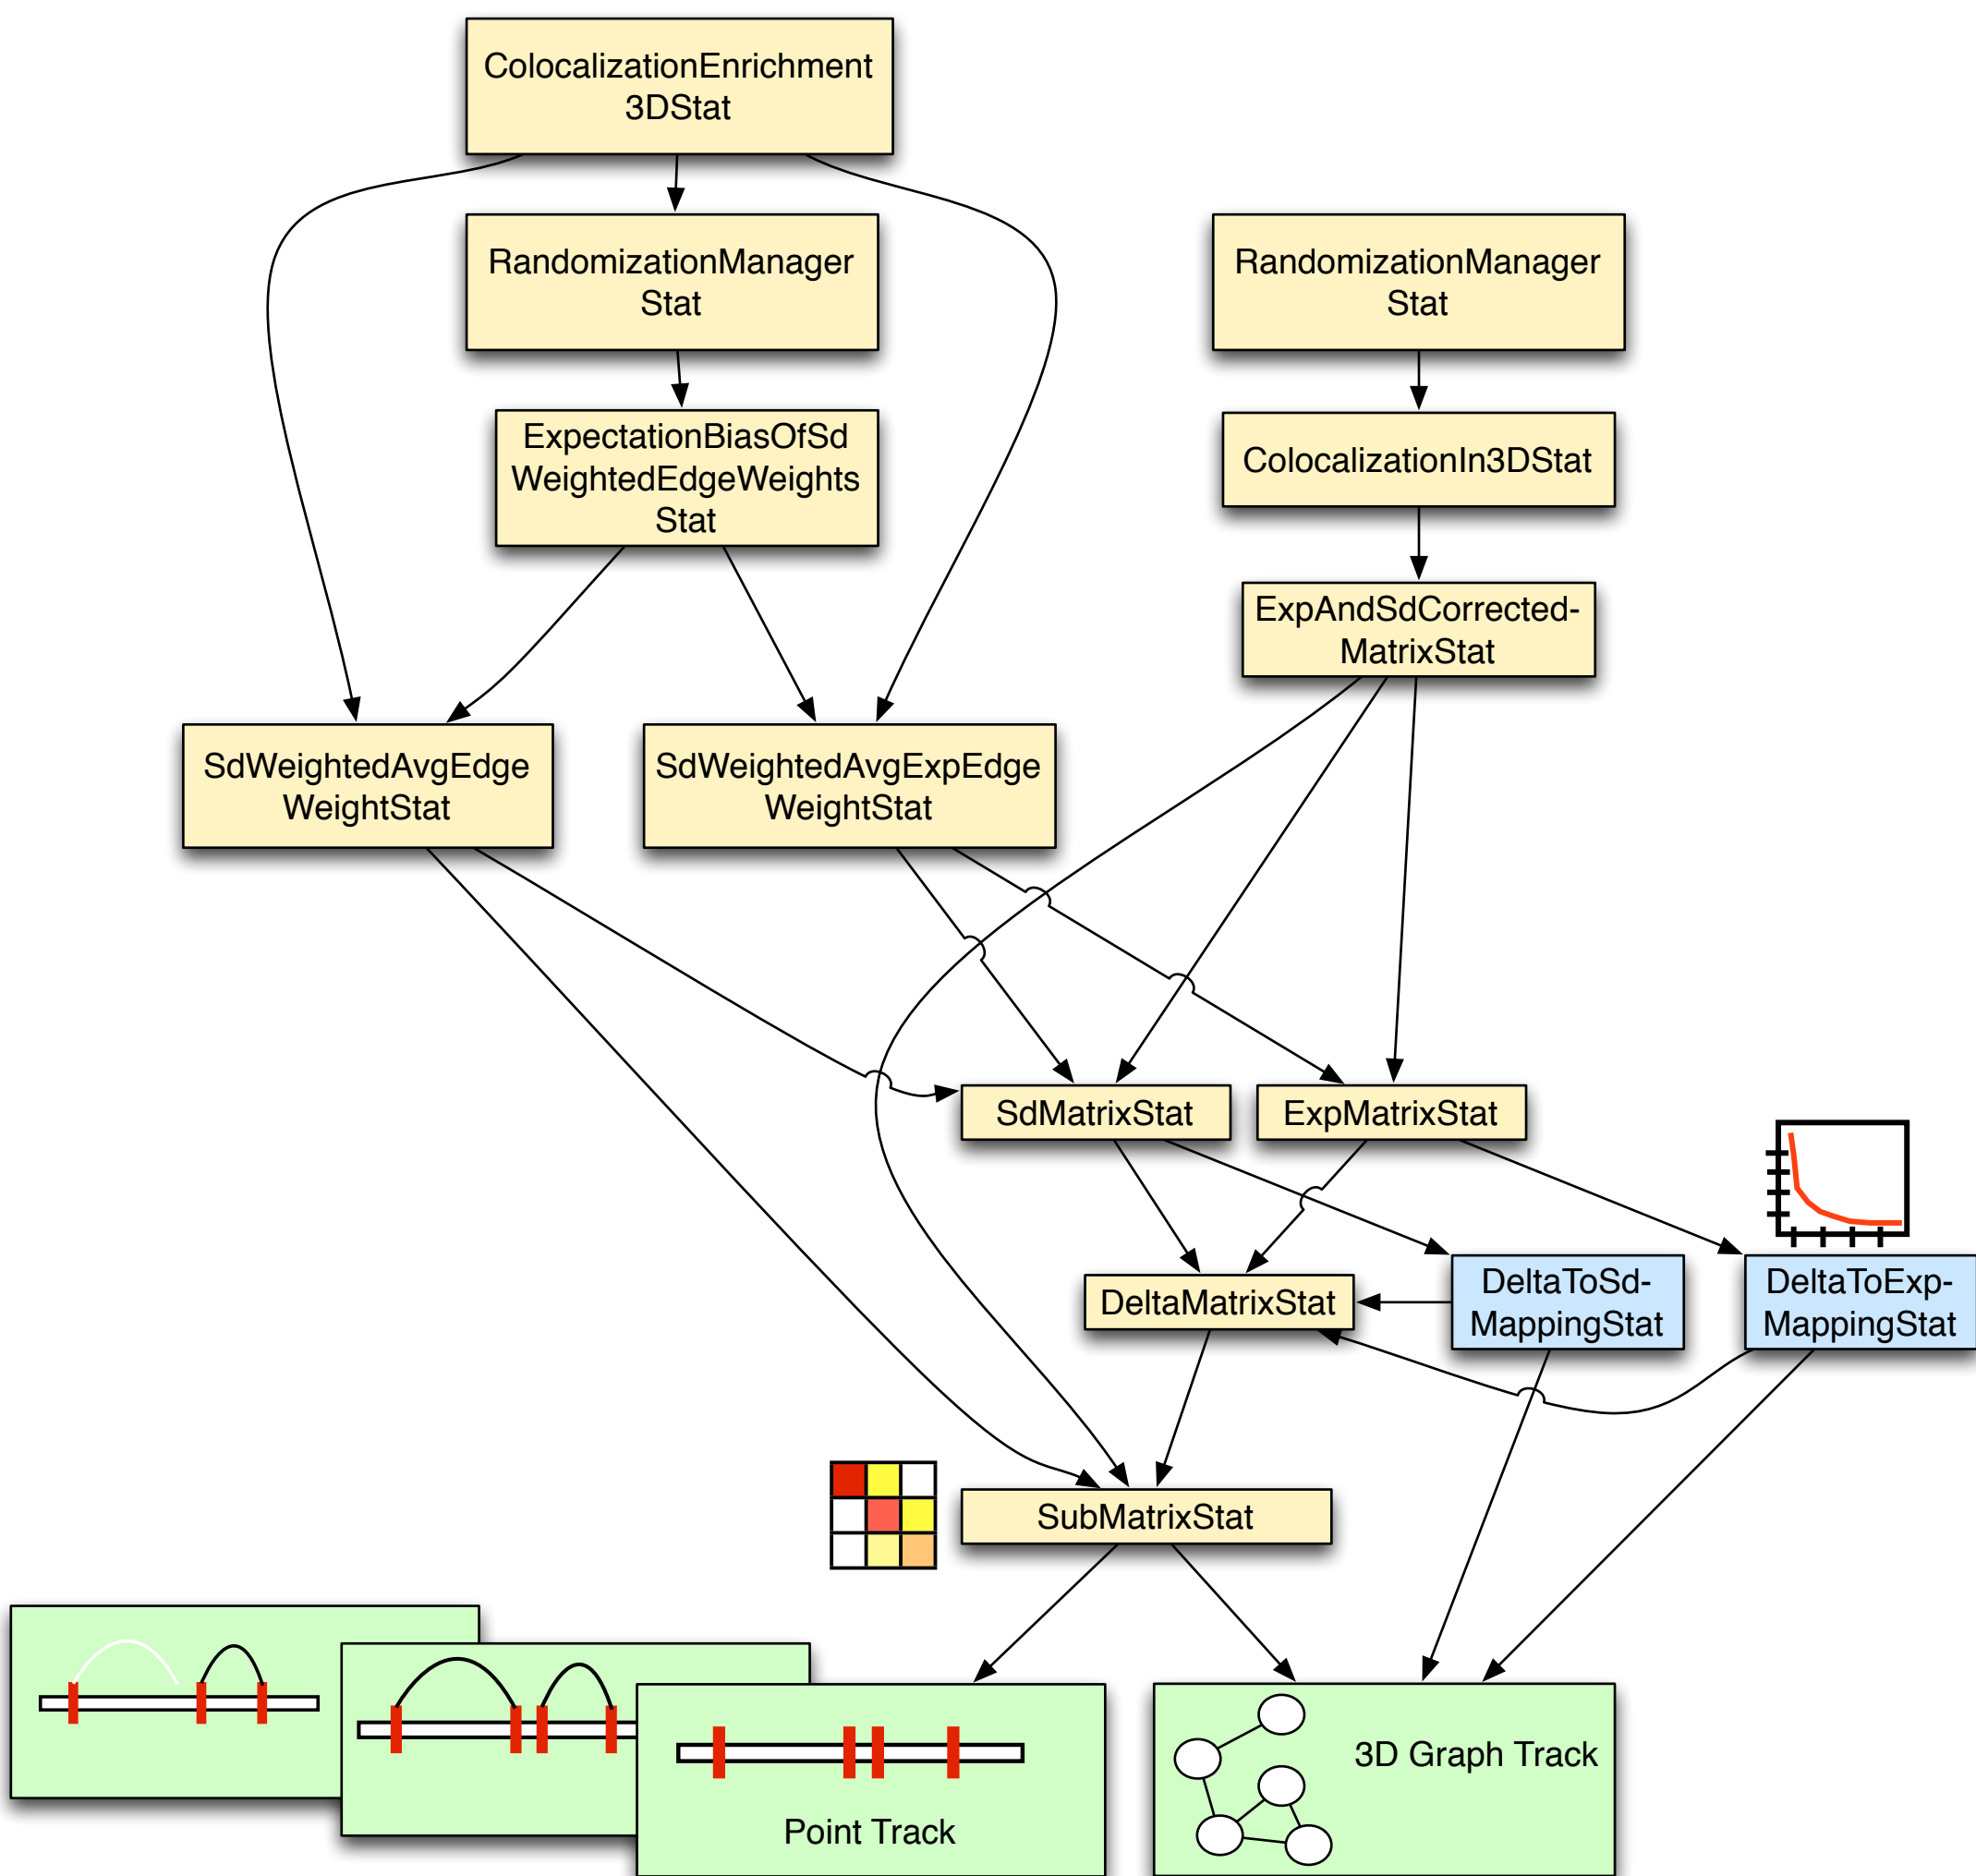 ColocalizationEnrichment
3DStat
RandomizationManager
Stat
RandomizationManager
Stat
ExpectationBiasOfSd
WeightedEdgeWeights
Stat
ColocalizationIn3DStat
ExpAndSdCorrected-
MatrixStat
SdWeightedAvgEdge
WeightStat
SdWeightedAvgExpEdge
WeightStat
SdMatrixStat
ExpMatrixStat
DeltaMatrixStat
DeltaToSd-
MappingStat
DeltaToExp-
MappingStat
SubMatrixStat
3D Graph Track
Point Track